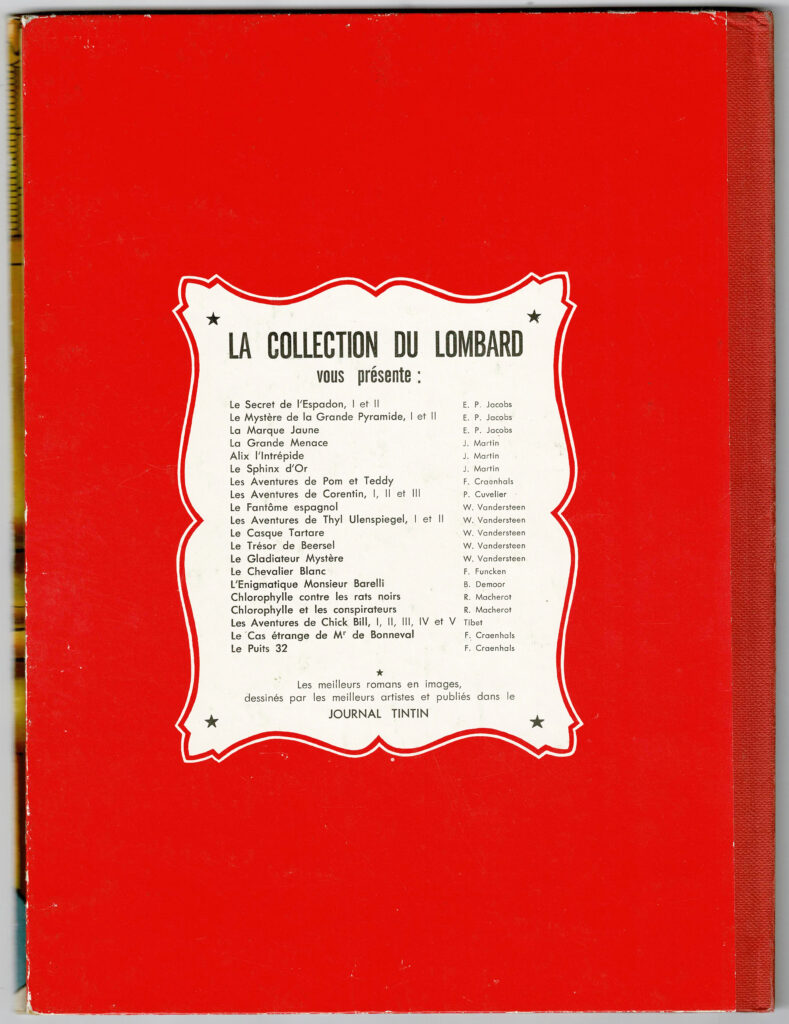 LA COLLECTION DU LOMBARD
vous présente :
Le Secret de l'Espadon, I et II E. P. Jacobs
Le Mystère de la Grande Pyramide, I et II E. P. Jacobs
La Marque Jaune E. P. Jacobs
La Grande Menace J. Martin
Alix l'Intrépide J. Martin
Le Sphinx d'Or J. Martin
Les Aventures de Pom et Teddy F. Craenhals
Les Aventures de Corentin, I, II et III P. Cuvelier
Le Fantôme espagnol W. Vandersteen
Les Aventures de Thyl Ulenspiegel, I et II W. Vandersteen
Le Casque Tartare W. Vandersteen
Le Trésor de Beersel W. Vandersteen
Le Gladiateur Mystère W. Vandersteen
Le Chevalier Blanc F. Funcken
L'Enigmatique Monsieur Barelli B. Demoor
Chlorophylle contre les rats noirs R. Macherot
Chlorophylle et les conspirateurs R. Macherot
Les Aventures de Chick Bill, I, II, III, IV et V Tibet
Le Cas étrange de Mr de Bonneval F. Craenhals
Le Puits 32 F. Craenhals
Les meilleurs romans en images,
dessinés par les meilleurs artistes et publiés dans le
JOURNAL TINTIN